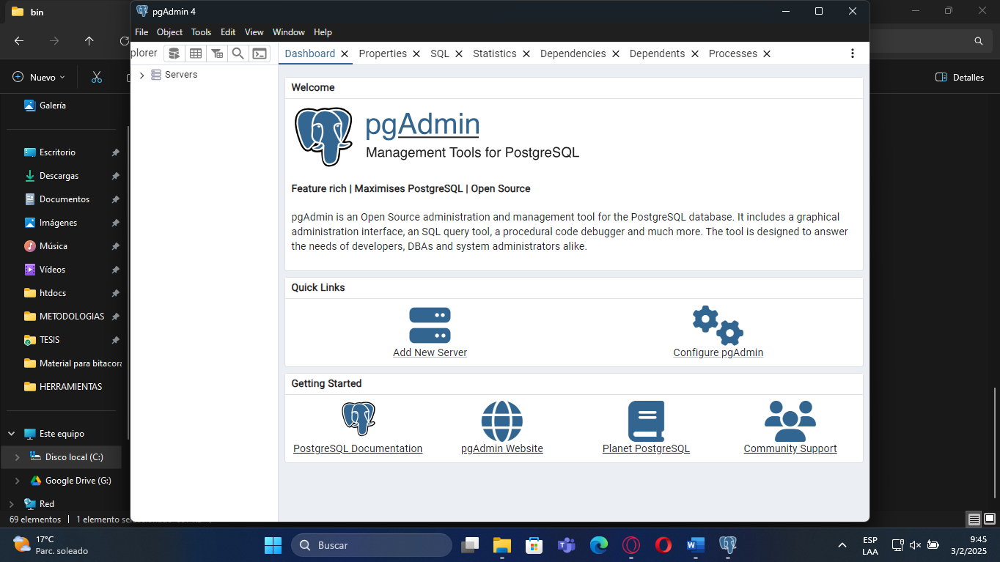 bin
pgAdmin 4
File Object Tools Edit View Window Help
plorer
Dashboard Properties SQL Statistics Dependencies Dependents Processes
Nuevo
Detalles
Servers
Galería
Escritorio
Descargas
Documentos
Imágenes
Música
Vídeos
htdocs
METODOLOGIAS
TESIS
Material para bitacora
HERRAMIENTAS
Este equipo
Disco local (C:)
Google Drive (G:)
Red
69 elementos
1 elemento
Welcome
pgAdmin
Management Tools for PostgreSQL
Feature rich | Maximises PostgreSQL | Open Source
pgAdmin is an Open Source administration and management tool for the PostgreSQL database. It includes a graphical
administration interface, an SQL query tool, a procedural code debugger and much more. The tool is designed to answer
the needs of developers, DBAs and system administrators alike.
Quick Links
Add New Server
Configure pgAdmin
Getting Started
PostgreSQL Documentation
pgAdmin Website
Planet PostgreSQL
Community Support
17°C
Parc. soleado
Buscar
ESP
LAA
9:45
3/2/2025